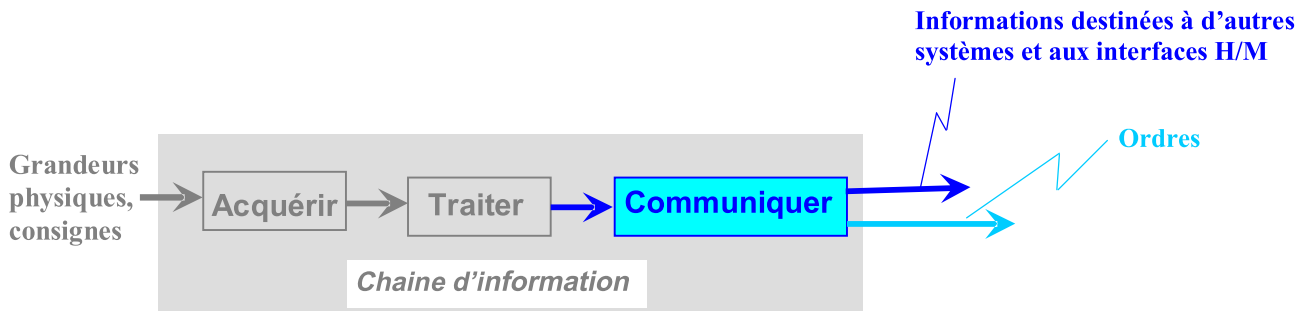 Informations destinées à d’autres
systèmes et aux interfaces H/M
Ordres
Grandeurs
physiques,
consignes
Acquérir
Traiter
Communiquer
Chaine d’information